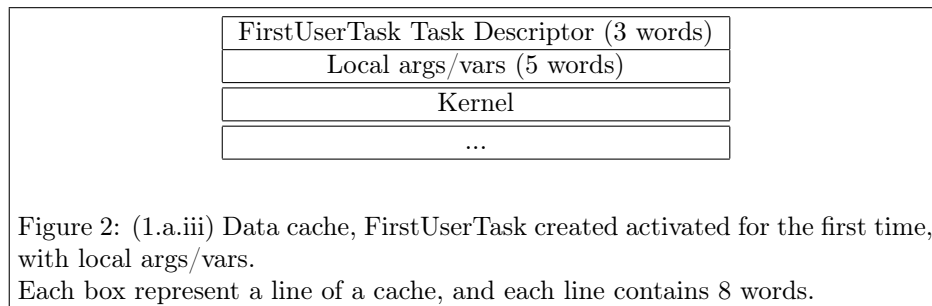 FirstUserTask Task Descriptor (3 words)
Local args/vars (5 words)
Kernel
...
Figure 2: (1.a.iii) Data cache, FirstUserTask created activated for the first time,
with local args/vars.
Each box represent a line of a cache, and each line contains 8 words.